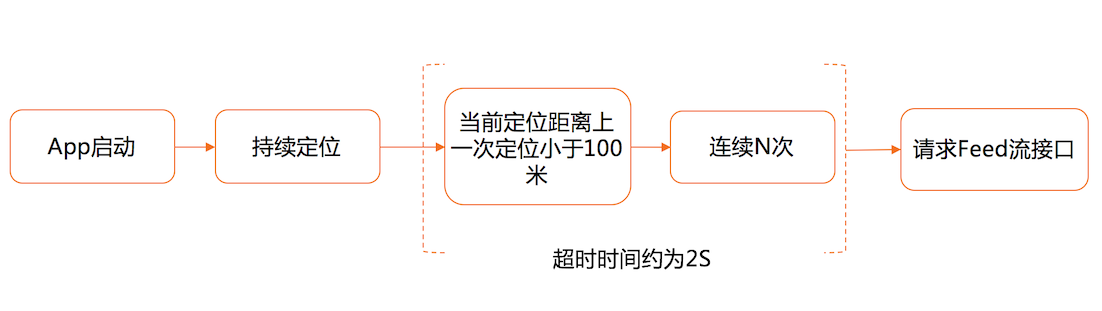 App启动
持续定位
当前定位距离上
一次定位小于100
米
连续N次
请求Feed流接口
超时时间约为2S